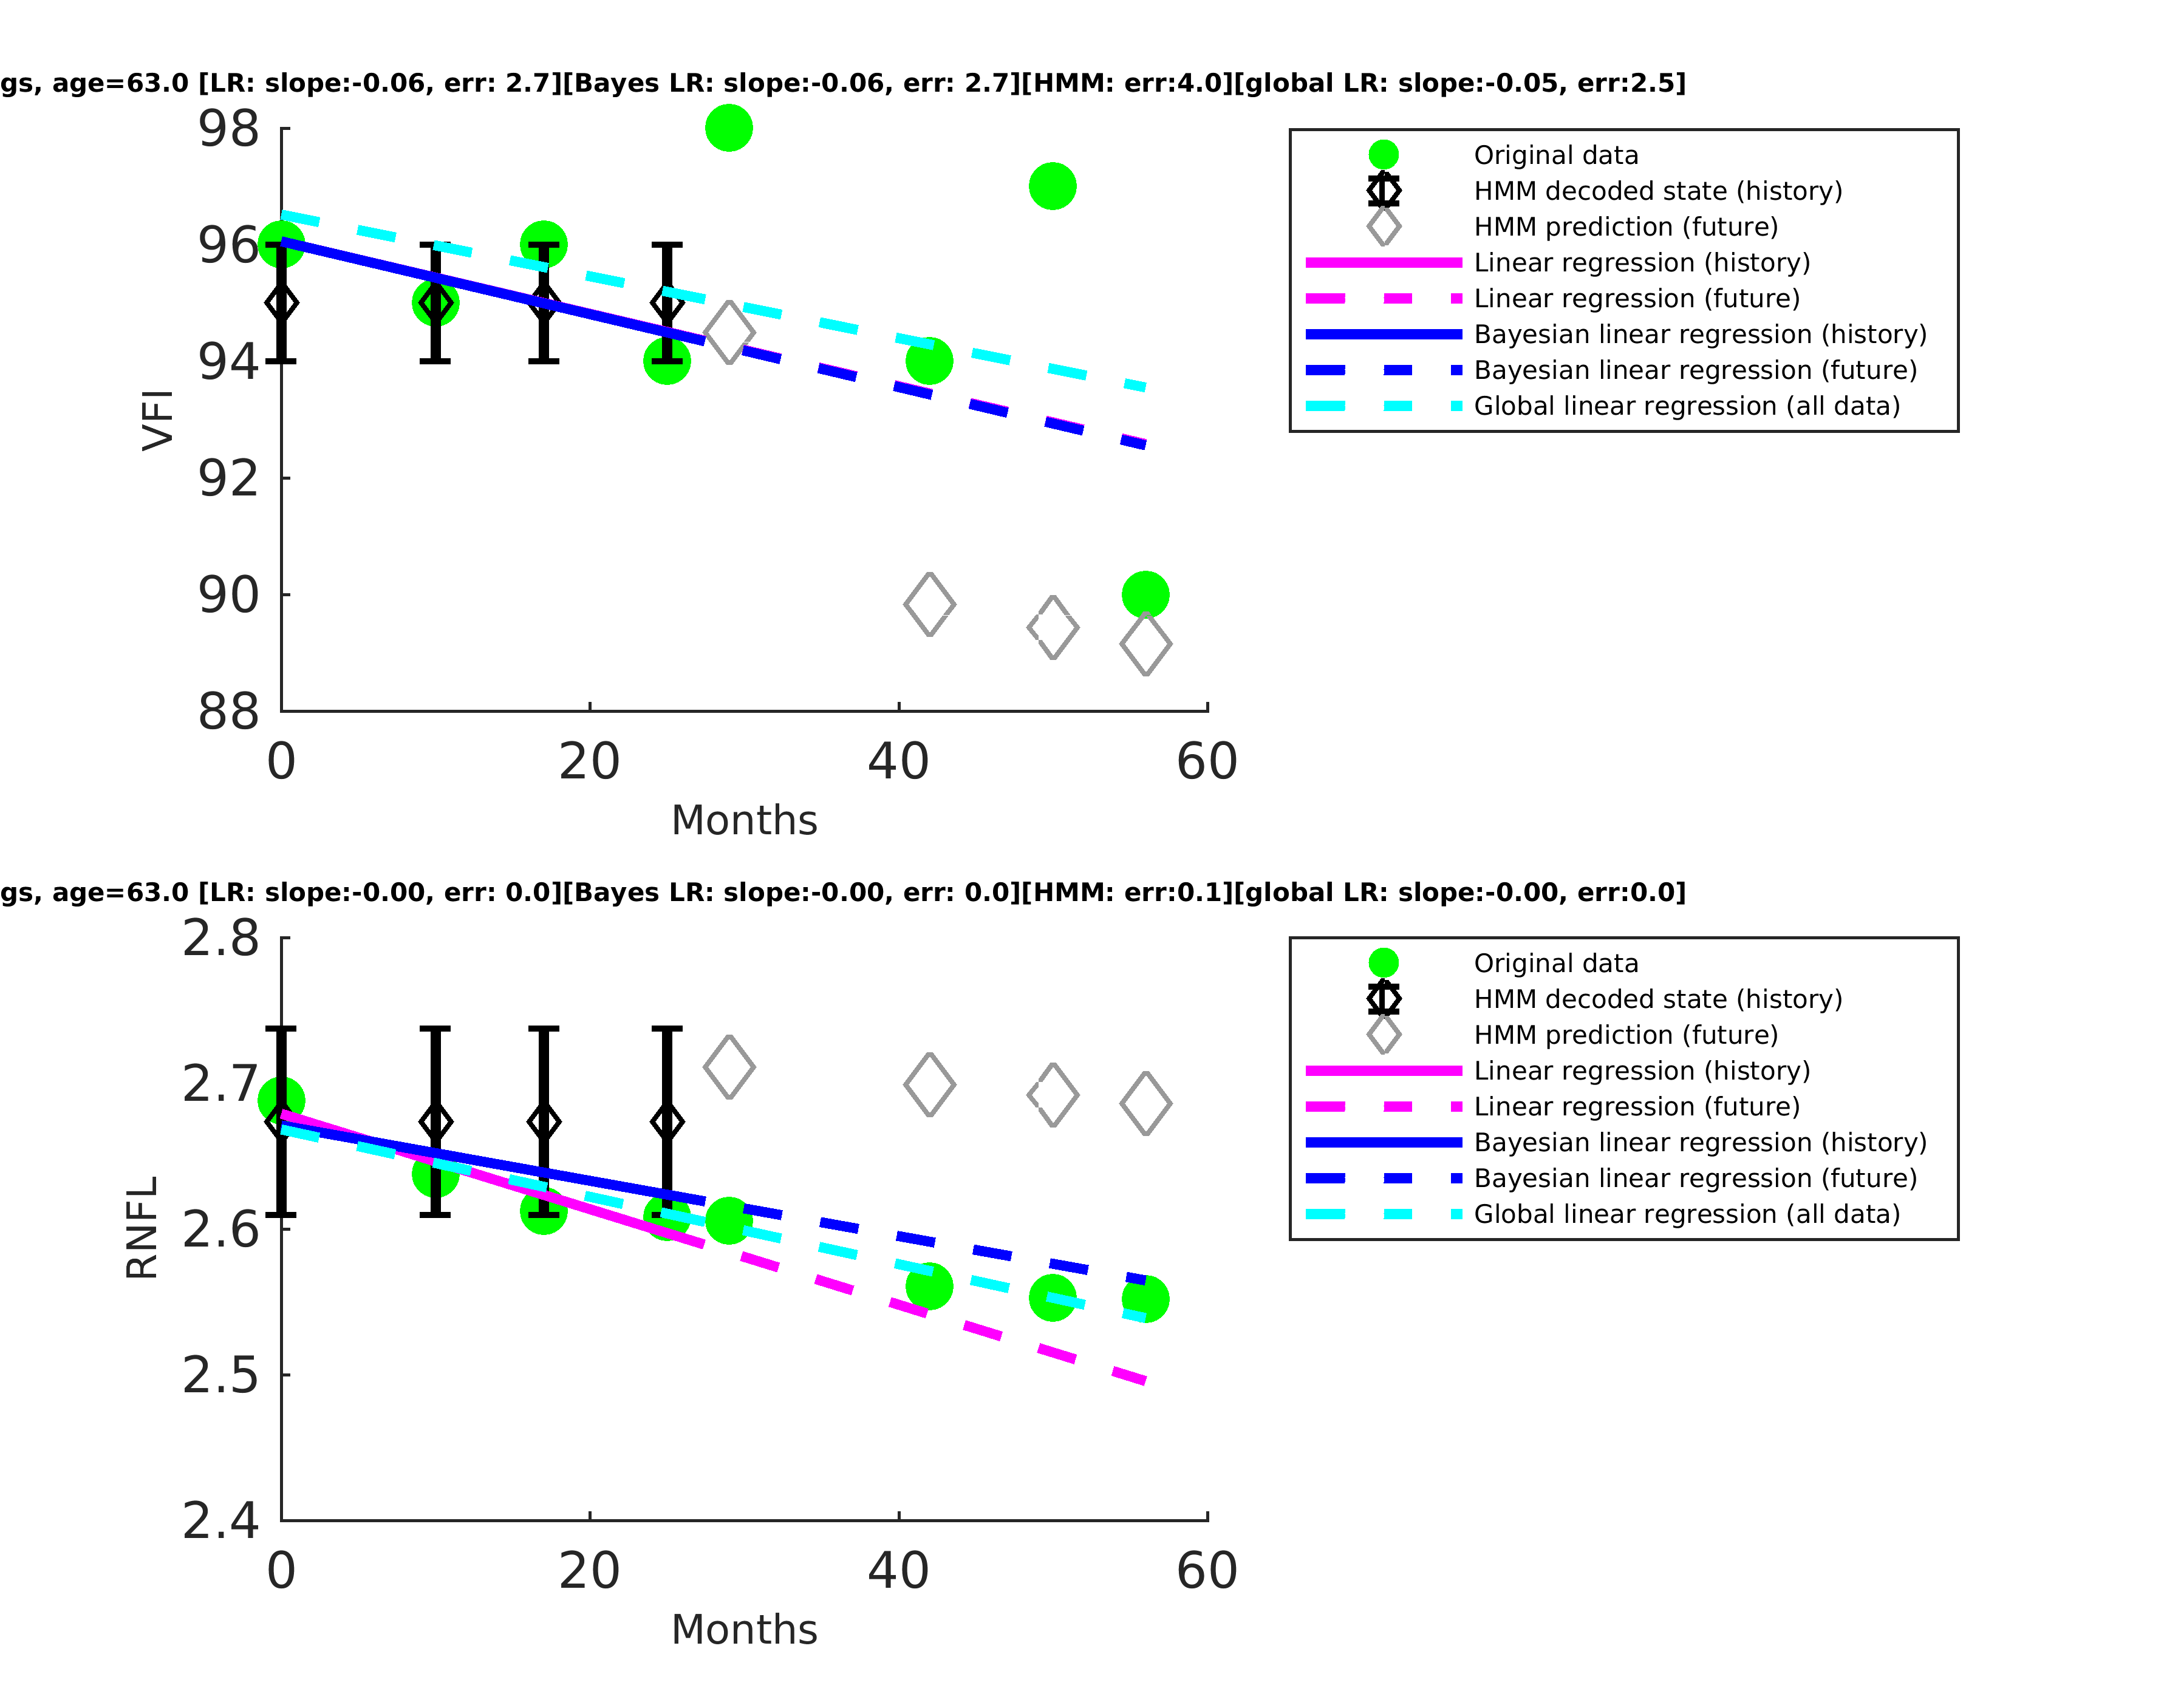 gs, age=63.0 [LR: slope:-0.06, err: 2.7][Bayes LR: slope:-0.06, err: 2.7][HMM: err:4.0][global LR: slope:-0.05, err:2.5]
98
96
94
92
90
88
VFI
0 20 40 60
Months
Original data
HMM decoded state (history)
HMM prediction (future)
Linear regression (history)
Linear regression (future)
Bayesian linear regression (history)
Bayesian linear regression (future)
Global linear regression (all data)
gs, age=63.0 [LR: slope:-0.00, err: 0.0][Bayes LR: slope:-0.00, err: 0.0][HMM: err:0.1][global LR: slope:-0.00, err:0.0]
2.8
2.7
2.6
2.5
2.4
RNFL
0 20 40 60
Months
Original data
HMM decoded state (history)
HMM prediction (future)
Linear regression (history)
Linear regression (future)
Bayesian linear regression (history)
Bayesian linear regression (future)
Global linear regression (all data)